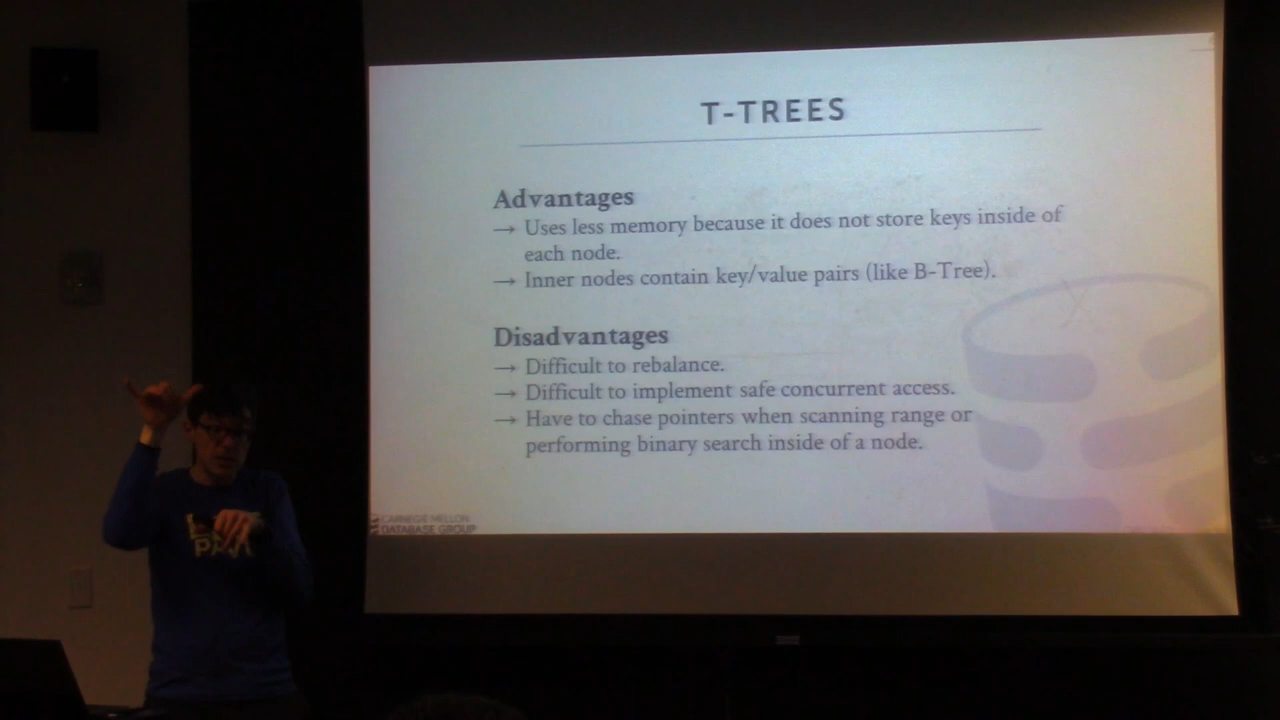 T-TREES
Advantages
→ Uses less memory because it does not store keys inside of
each node.
→ Inner nodes contain key/value pairs (like B-Tree).
Disadvantages
→ Difficult to rebalance.
→ Difficult to implement safe concurrent access.
→ Have to chase pointers when scanning range or
performing binary search inside of a node.
CARNEGIE MELLON
DATABASE GROUP